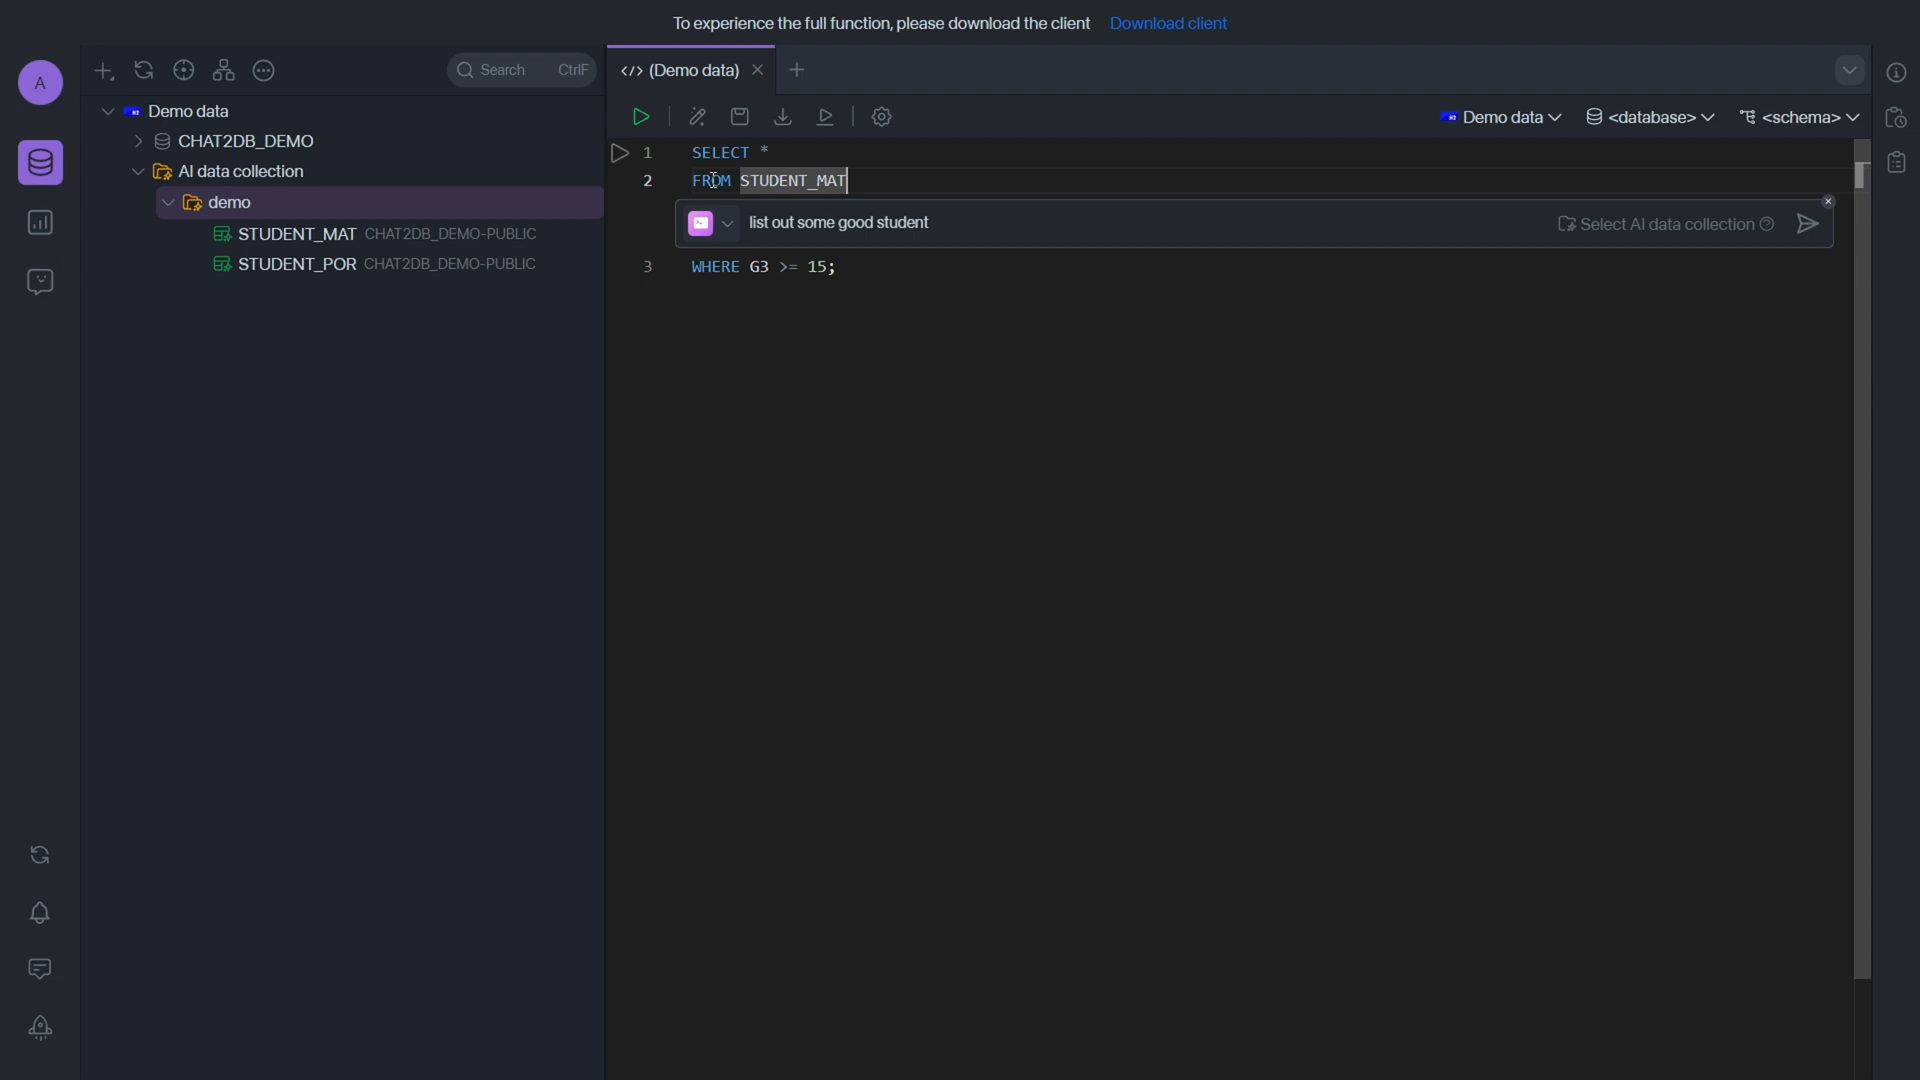 To experience the full function, please download the client Download client
A
Search CtrlF
</> (Demo data)
Demo data
CHAT2DB_DEMO
AI data collection
demo
STUDENT_MAT CHAT2DB_DEMO-PUBLIC
STUDENT_POR CHAT2DB_DEMO-PUBLIC
Demo data <database> <schema>
1 SELECT *
2 FROM STUDENT_MAT
list out some good student Select AI data collection
3 WHERE G3 >= 15;